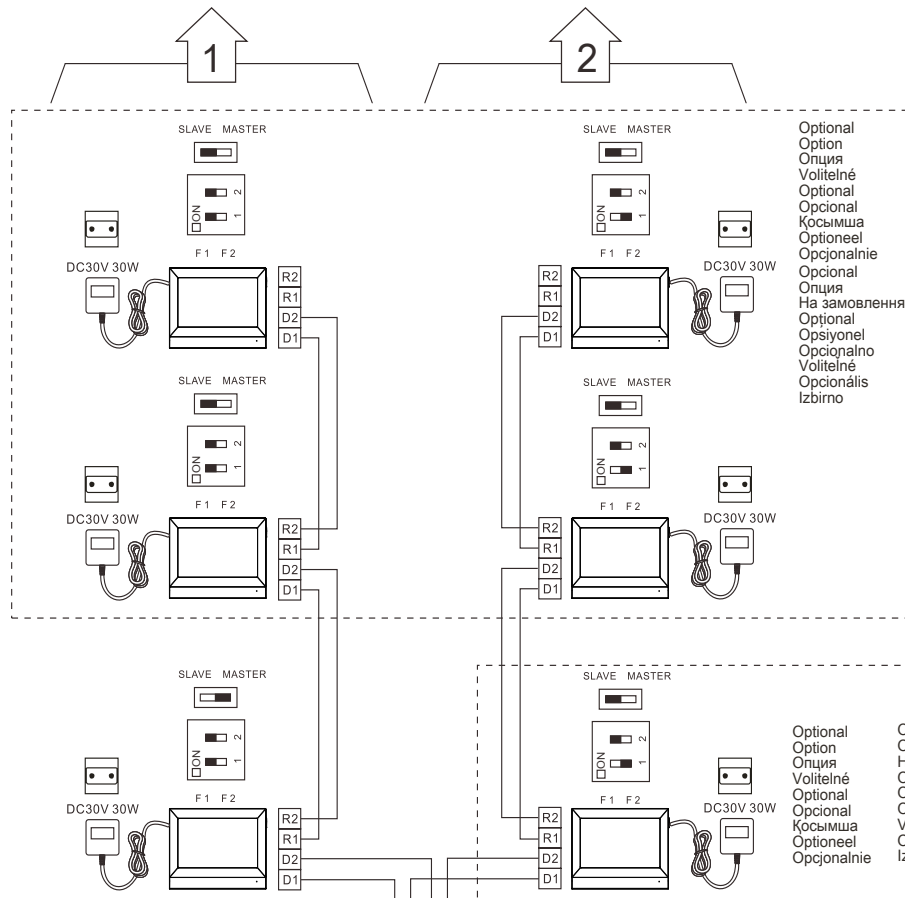 1
2
SLAVE MASTER
SLAVE MASTER
Optional
Option
Опция
Volitelné
Optional
Opcional
Қосымша
Optioneel
Opcjonalnie
Opcional
Опция
На замовлення
Opțional
Opsiyonel
Opcionalno
Volitelné
Opcionális
Izbirno
ON
1
2
ON
1
2
F1 F2
F1 F2
DC30V 30W
DC30V 30W
R2
R1
D2
D1
R2
R1
D2
D1
SLAVE MASTER
SLAVE MASTER
ON
1
2
ON
1
2
F1 F2
F1 F2
DC30V 30W
DC30V 30W
R2
R1
D2
D1
R2
R1
D2
D1
SLAVE MASTER
SLAVE MASTER
ON
1
2
ON
1
2
Optional
Option
Опция
Volitelné
Optional
Opcional
Қосымша
Optioneel
Opcjonalnie
F1 F2
F1 F2
DC30V 30W
DC30V 30W
R2
R1
D2
D1
R2
R1
D2
D1